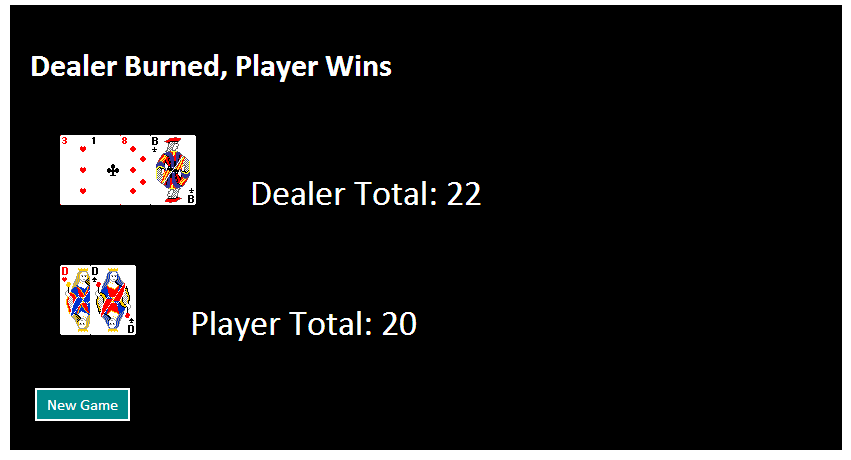 Dealer Burned, Player Wins
3 1 8 B
B
Dealer Total: 22
D D
D
Player Total: 20
New Game